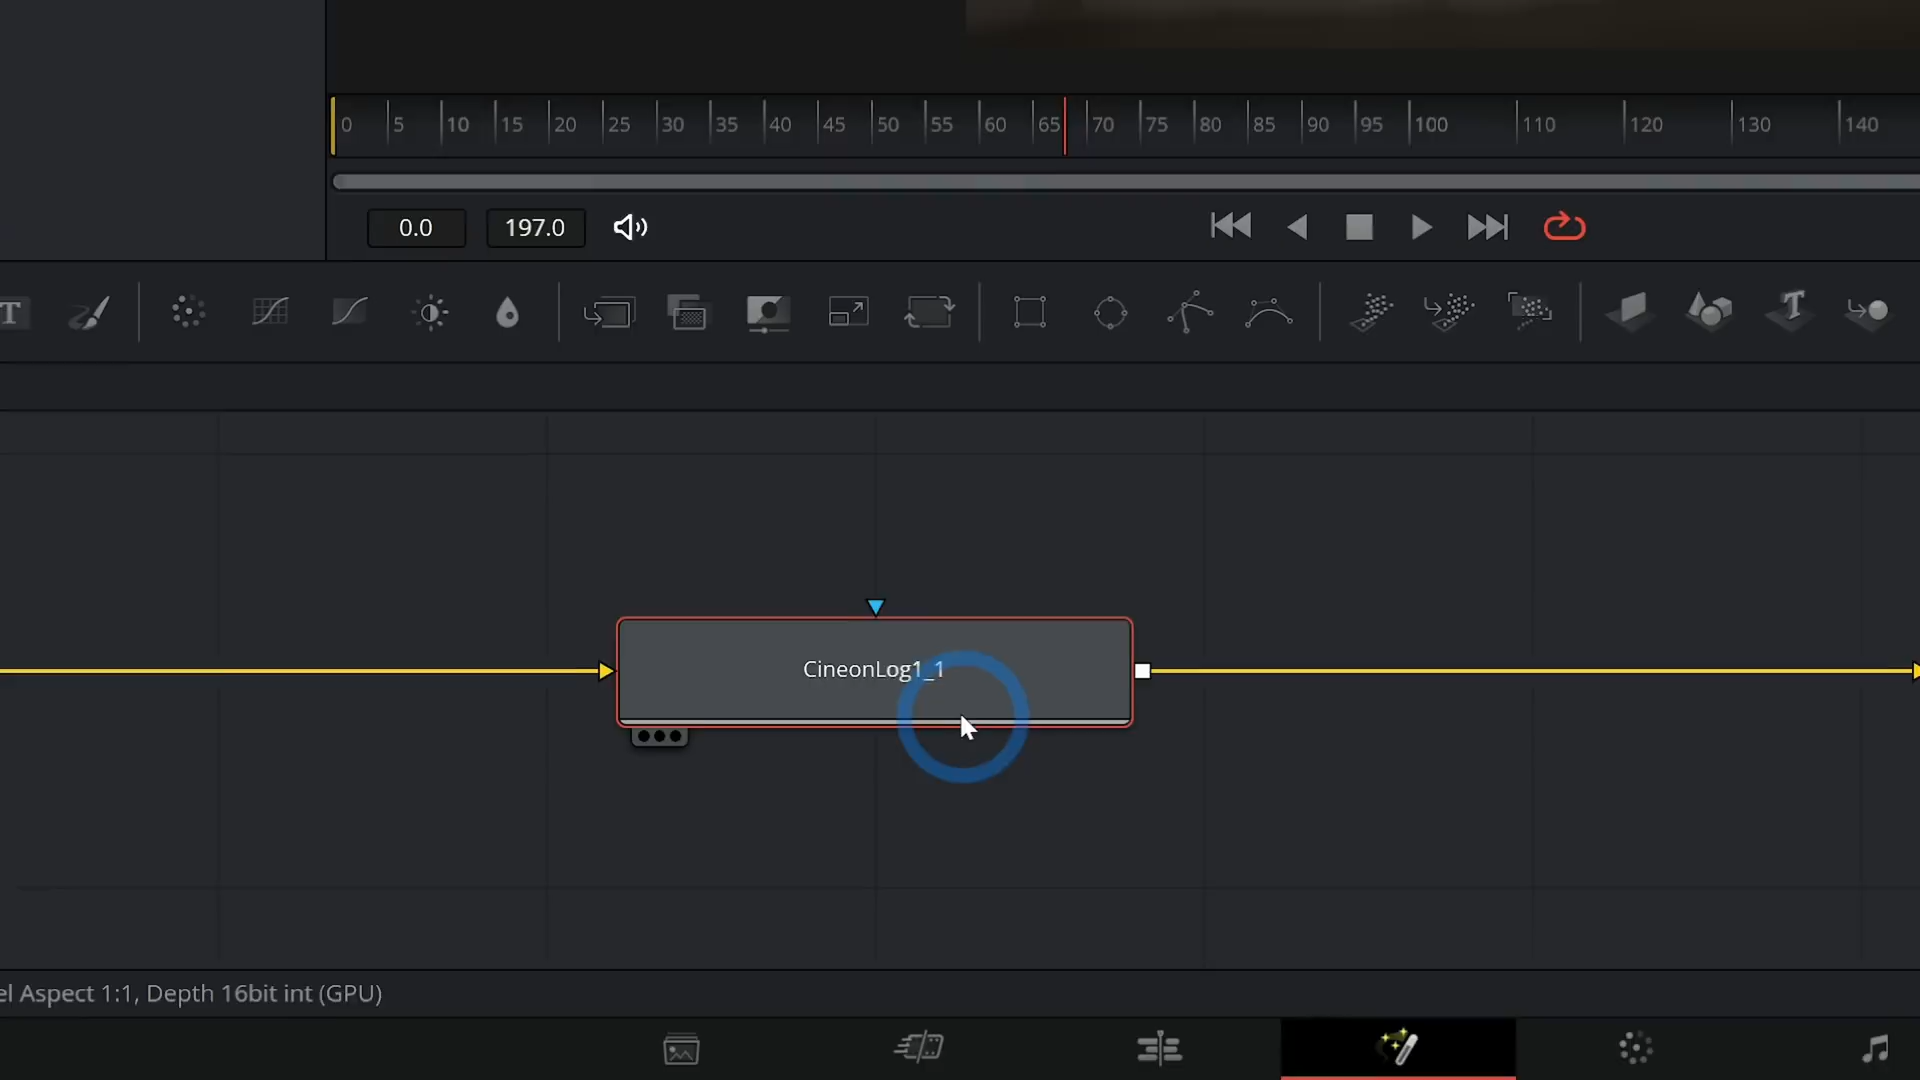 0 5 10 15 20 25 30 35 40 45 50 55 60 65 70 75 80 85 90 95 100 110 120 130 140
0.0 197.0
T T
CineonLog1_1
el Aspect 1:1, Depth 16bit int (GPU)